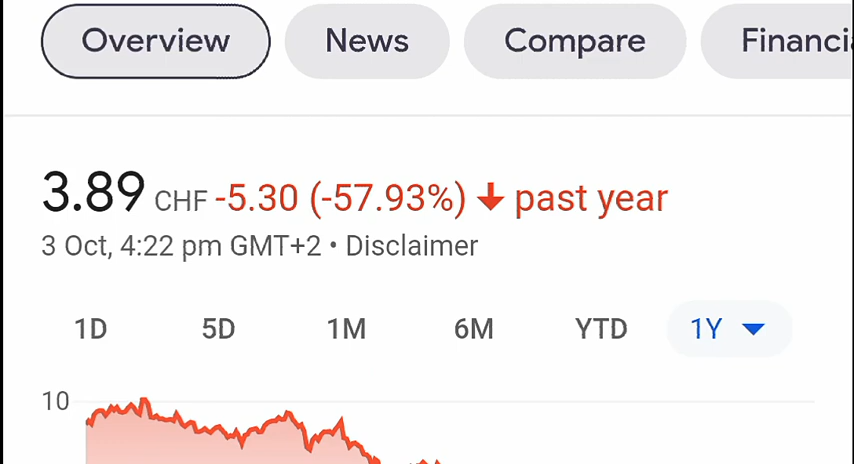 Overview News Compare
3.89 CHF -5.30 (-57.93%) ↓ past year
3 Oct, 4:22 pm GMT+2 • Disclaimer
1D 5D 1M 6M YTD 1Y
10